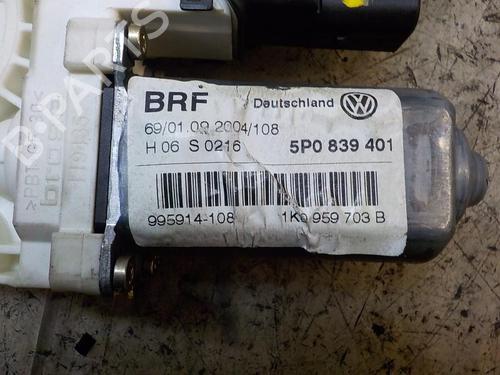 BRF Deutschland
69/01.09.2004/108
H 06 S 0216 5P0 839 401
995914-108 1K0 959 703 B
B-PARTS